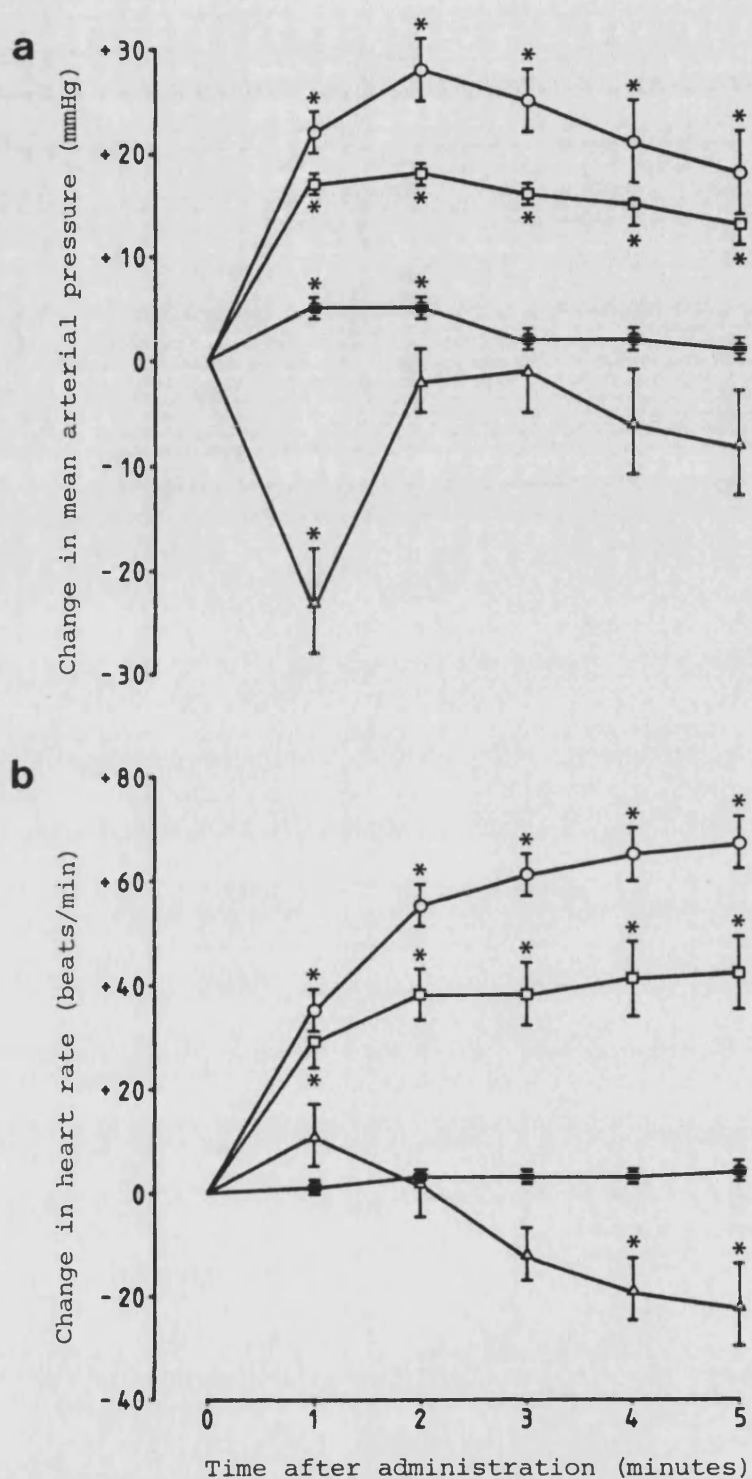 a
+30
+20
+10
0
-10
-20
-30
Change in mean arterial pressure (mmHg)
* * * * *
* * * * *
* *
*
b
+80
+60
+40
+20
0
-20
-40
Change in heart rate (beats/min)
* * * * *
* * * * *
* *
0 1 2 3 4 5
Time after administration (minutes)